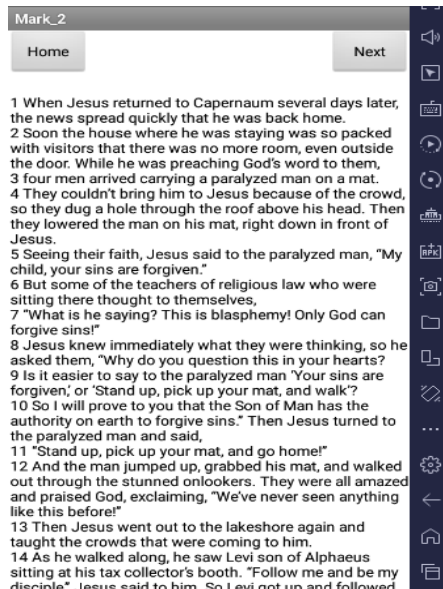 Mark_2
Home
Next
1 When Jesus returned to Capernaum several days later,
the news spread quickly that he was back home.
2 Soon the house where he was staying was so packed
with visitors that there was no more room, even outside
the door. While he was preaching God’s word to them,
3 four men arrived carrying a paralyzed man on a mat.
4 They couldn’t bring him to Jesus because of the crowd,
so they dug a hole through the roof above his head. Then
they lowered the man on his mat, right down in front of
Jesus.
5 Seeing their faith, Jesus said to the paralyzed man, “My
child, your sins are forgiven.”
6 But some of the teachers of religious law who were
sitting there thought to themselves,
7 “What is he saying? This is blasphemy! Only God can
forgive sins!”
8 Jesus knew immediately what they were thinking, so he
asked them, “Why do you question this in your hearts?
9 Is it easier to say to the paralyzed man ‘Your sins are
forgiven,’ or ‘Stand up, pick up your mat, and walk’?
10 So I will prove to you that the Son of Man has the
authority on earth to forgive sins.” Then Jesus turned to
the paralyzed man and said,
11 “Stand up, pick up your mat, and go home!”
12 And the man jumped up, grabbed his mat, and walked
out through the stunned onlookers. They were all amazed
and praised God, exclaiming, “We’ve never seen anything
like this before!”
13 Then Jesus went out to the lakeshore again and
taught the crowds that were coming to him.
14 As he walked along, he saw Levi son of Alphaeus
sitting at his tax collector’s booth. “Follow me and be my
disciple,” Jesus said to him. So Levi got up and followed
APK